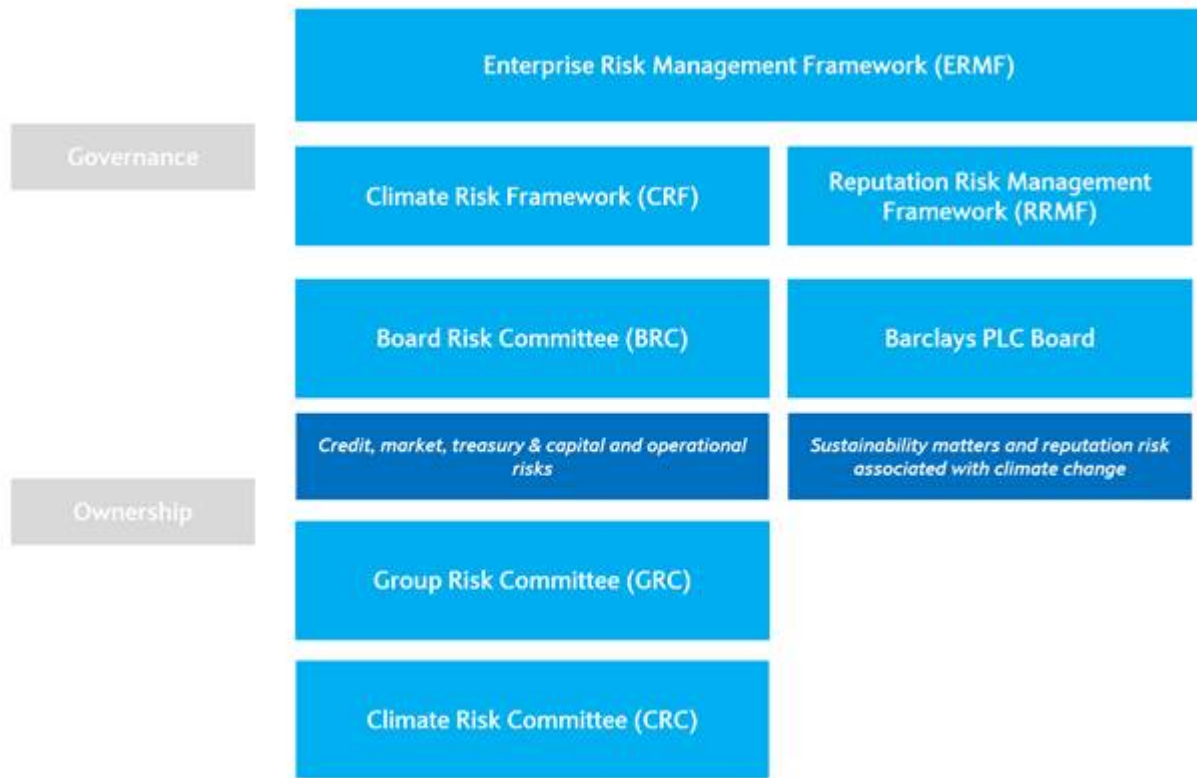 Enterprise Risk Management Framework (ERMF)
Governance
Climate Risk Framework (CRF)
Reputation Risk Management
Framework (RRMF)
Board Risk Committee (BRC)
Barclays PLC Board
Credit, market, treasury & capital and operational
risks
Sustainability matters and reputation risk
associated with climate change
Ownership
Group Risk Committee (GRC)
Climate Risk Committee (CRC)